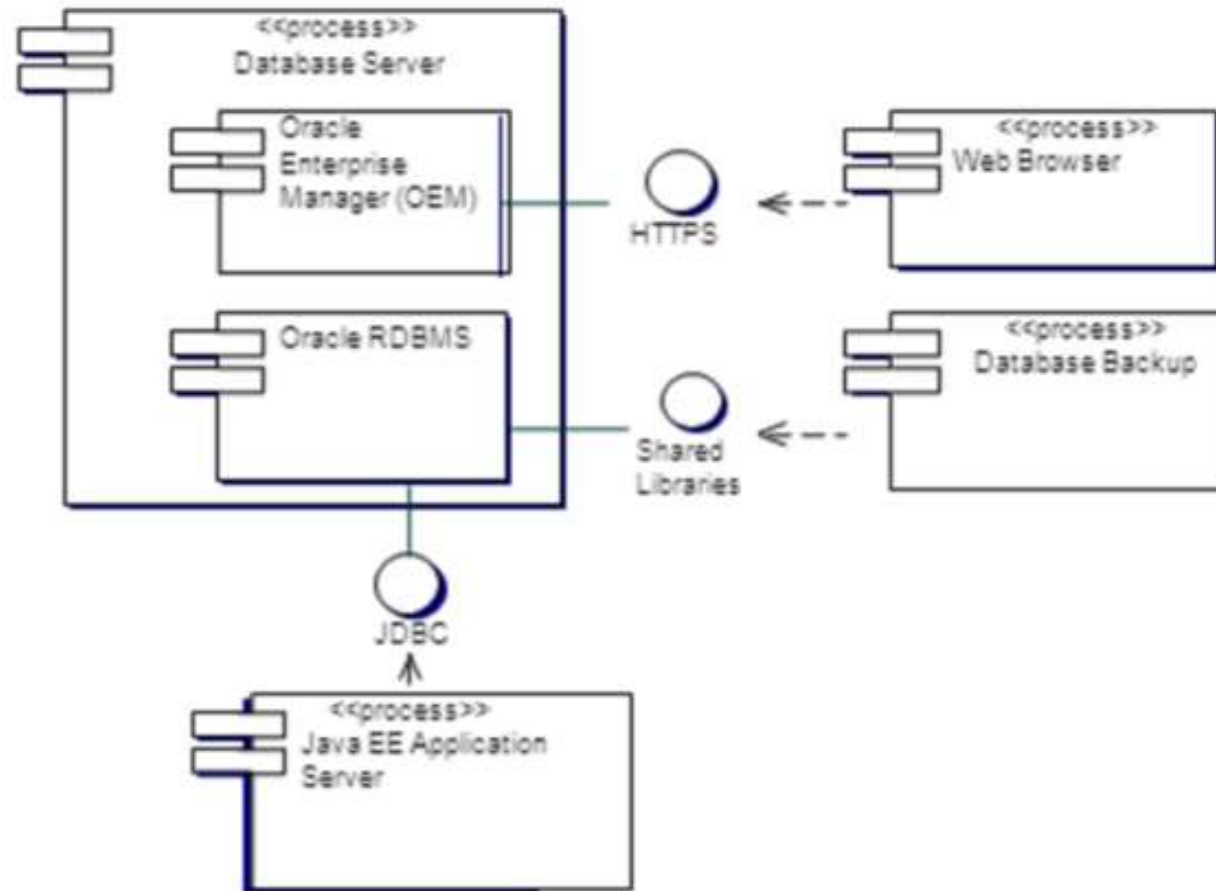 <<process>>
Database Server
Oracle
Enterprise
Manager (OEM)
HTTPS
<<process>>
Web Browser
Oracle RDBMS
Shared
Libraries
<<process>>
Database Backup
JDBC
<<process>>
Java EE Application
Server